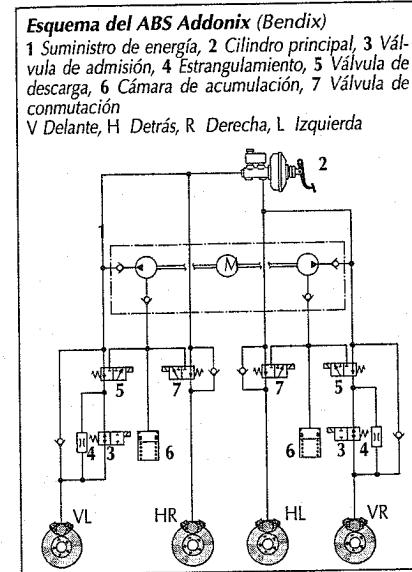 Esquema del ABS Addonix (Bendix)
1 Suministro de energía, 2 Cilindro principal, 3 Vál-
vula de admisión, 4 Estrangulamiento, 5 Válvula de
descarga, 6 Cámara de acumulación, 7 Válvula de
conmutación
V Delante, H Detrás, R Derecha, L Izquierda
2
1
M
5 7 7 5
4 3 6 6 3 4
VL HR HL VR